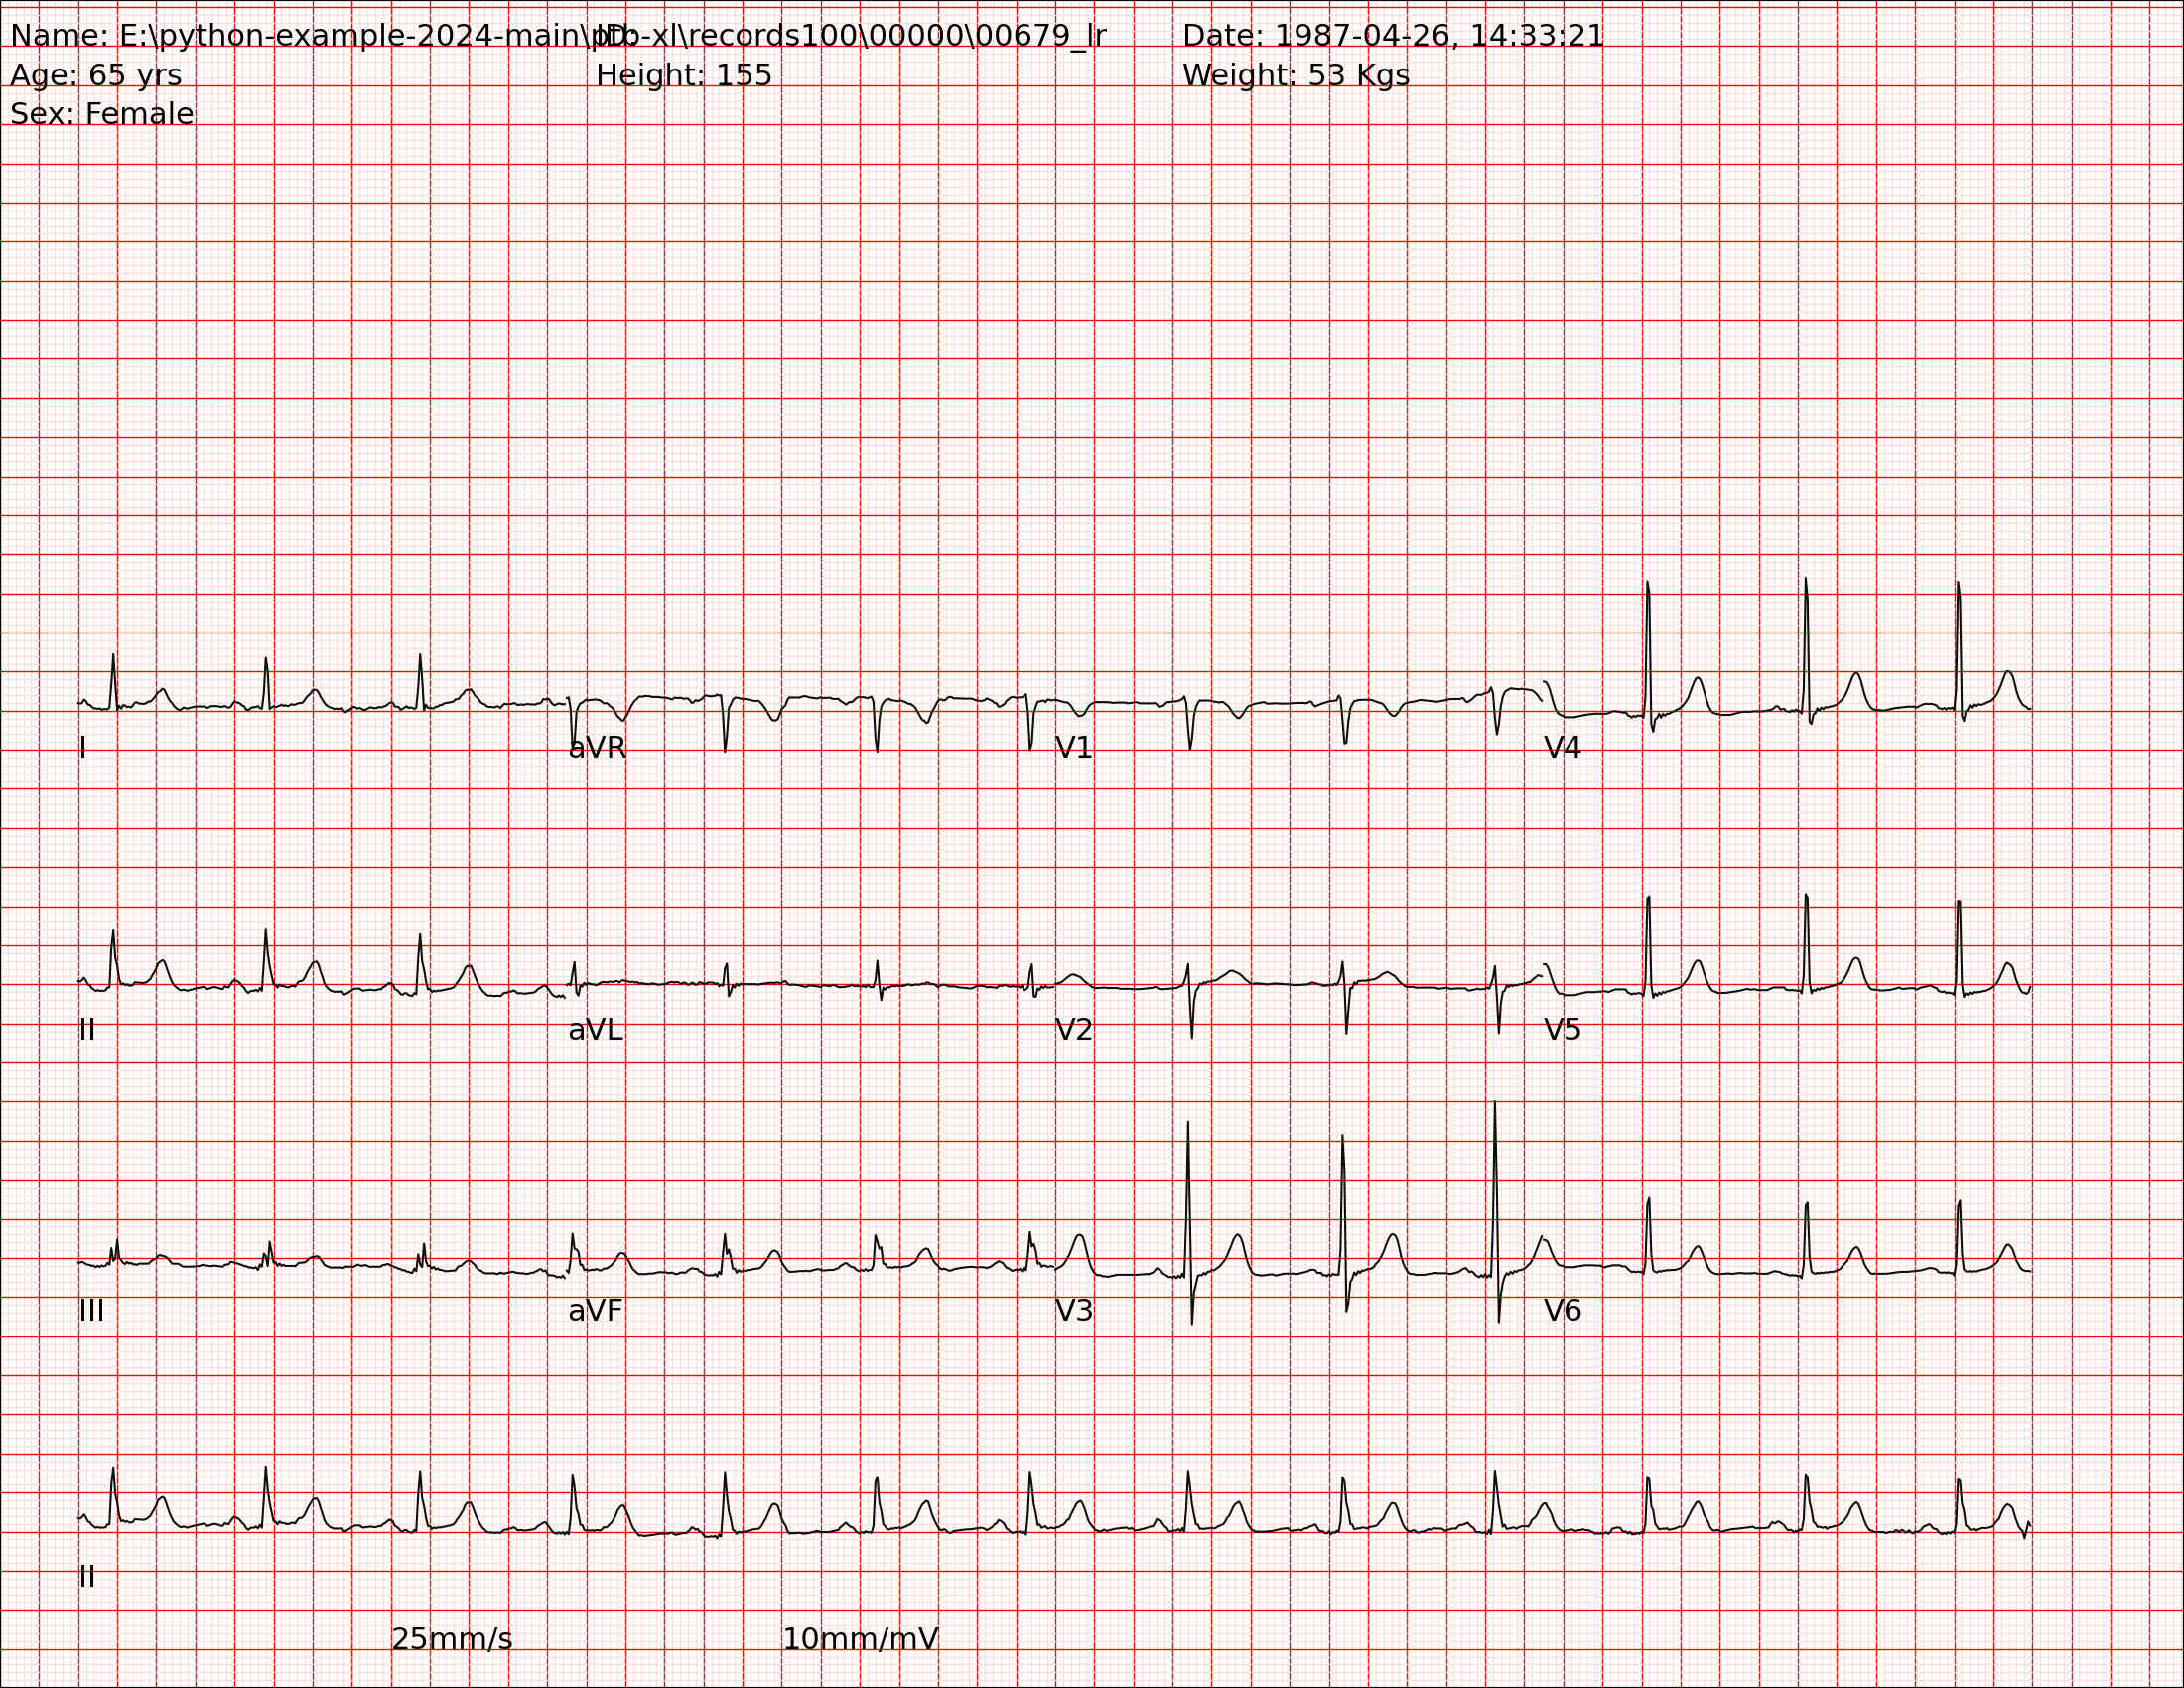 Name: E:\python-example-2024-main\ptb-xl\records100\00000\00679_lr ID: Date: 1987-04-26, 14:33:21
Age: 65 yrs Height: 155 Weight: 53 Kgs
Sex: Female
I aVR V1 V4
II aVL V2 V5
III aVF V3 V6
II
25mm/s 10mm/mV